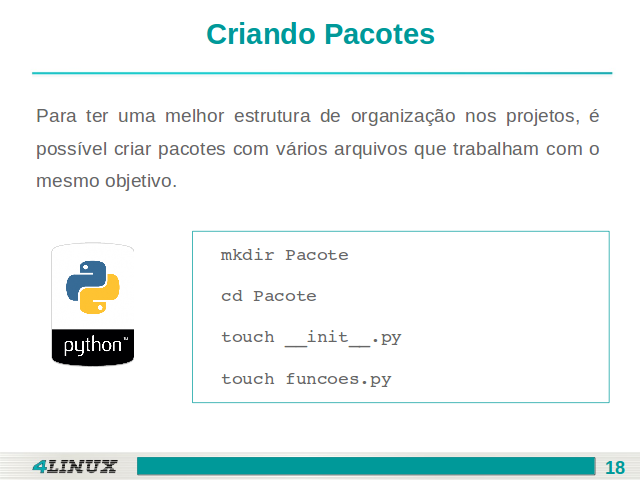 Criando Pacotes
Para ter uma melhor estrutura de organização nos projetos, é
possível criar pacotes com vários arquivos que trabalham com o
mesmo objetivo.
mkdir Pacote
cd Pacote
touch __init__.py
touch funcoes.py
python™
4LINUX
18